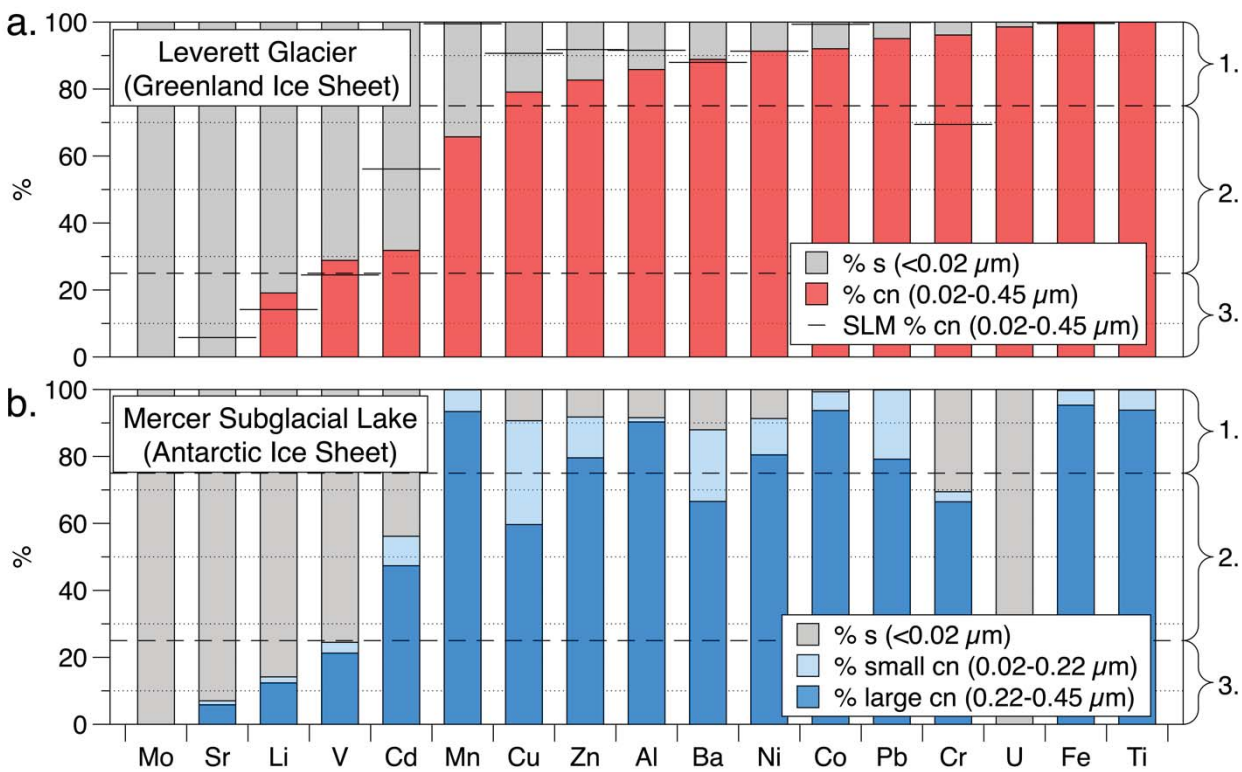 a.
100
80
60
40
20
0
%
Leverett Glacier
(Greenland Ice Sheet)
% s (<0.02 µm)
% cn (0.02-0.45 µm)
SLM % cn (0.02-0.45 µm)
1.
2.
3.
b.
100
80
60
40
20
0
%
Mercer Subglacial Lake
(Antarctic Ice Sheet)
% s (<0.02 µm)
% small cn (0.02-0.22 µm)
% large cn (0.22-0.45 µm)
1.
2.
3.
Mo Sr Li V Cd Mn Cu Zn Al Ba Ni Co Pb Cr U Fe Ti